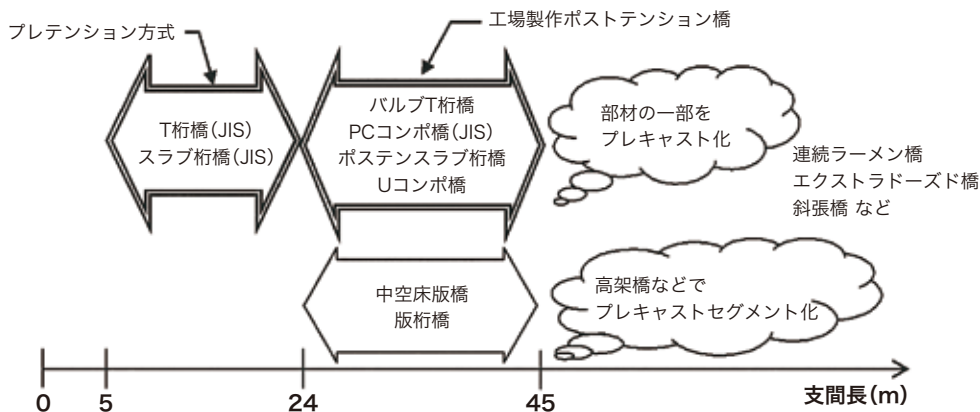 プレテンション方式
工場製作ポストテンション橋
T桁橋(JIS)
スラブ桁橋(JIS)
バルブT桁橋
PCコンポ橋(JIS)
ポステンスラブ桁橋
Uコンポ橋
部材の一部を
プレキャスト化
連続ラーメン橋
エクストラドーズド橋
斜張橋 など
中空床版橋
版桁橋
高架橋などで
プレキャストセグメント化
0
5
24
45
支間長(m)